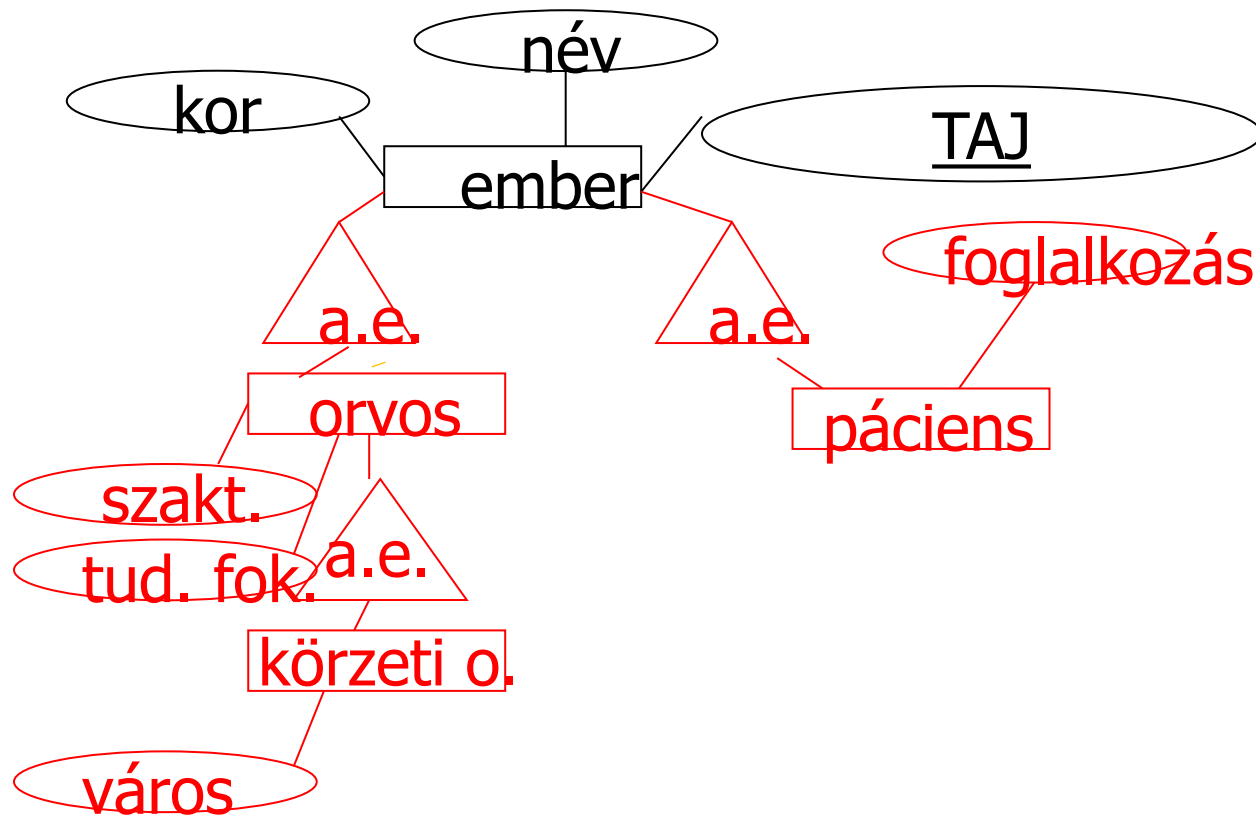 név
kor
TAJ
ember
foglalkozás
a.e.
a.e.
orvos
páciens
szakt.
a.e.
tud. fok.
körzeti o.
város